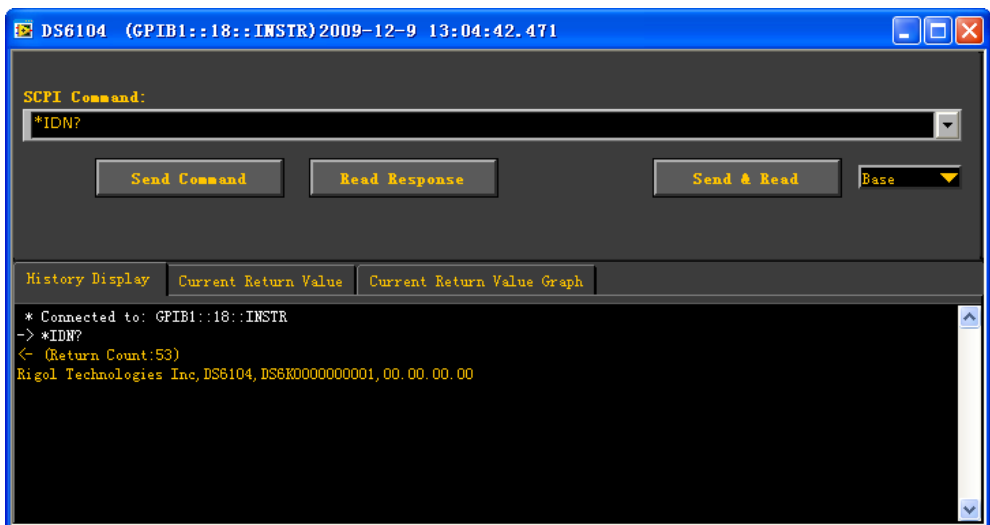 DS6104 (GPIB1::18::INSTR)2009-12-9 13:04:42.471
SCPI Command:
*IDN?
Send Command Read Response Send & Read Base
History Display Current Return Value Current Return Value Graph
* Connected to: GPIB1::18::INSTR
-> *IDN?
<- (Return Count:53)
Rigol Technologies Inc,DS6104,DS6K0000000001,00.00.00.00